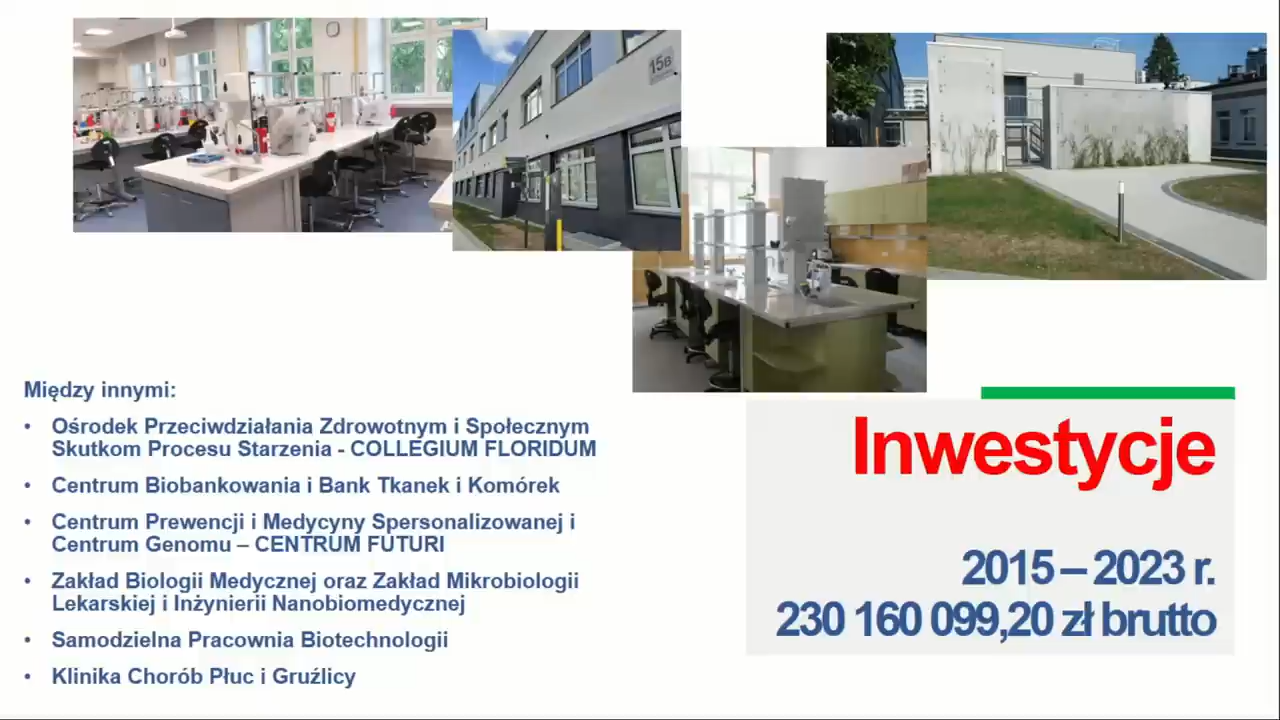 15B
Między innymi:
• Ośrodek Przeciwdziałania Zdrowotnym i Społecznym
Skutkom Procesu Starzenia - COLLEGIUM FLORIDUM
• Centrum Biobankowania i Bank Tkanek i Komórek
• Centrum Prewencji i Medycyny Spersonalizowanej i
Centrum Genomu – CENTRUM FUTURI
• Zakład Biologii Medycznej oraz Zakład Mikrobiologii
Lekarskiej i Inżynierii Nanobiomedycznej
• Samodzielna Pracownia Biotechnologii
• Klinika Chorób Płuc i Gruźlicy
Inwestycje
2015 – 2023 r.
230 160 099,20 zł brutto